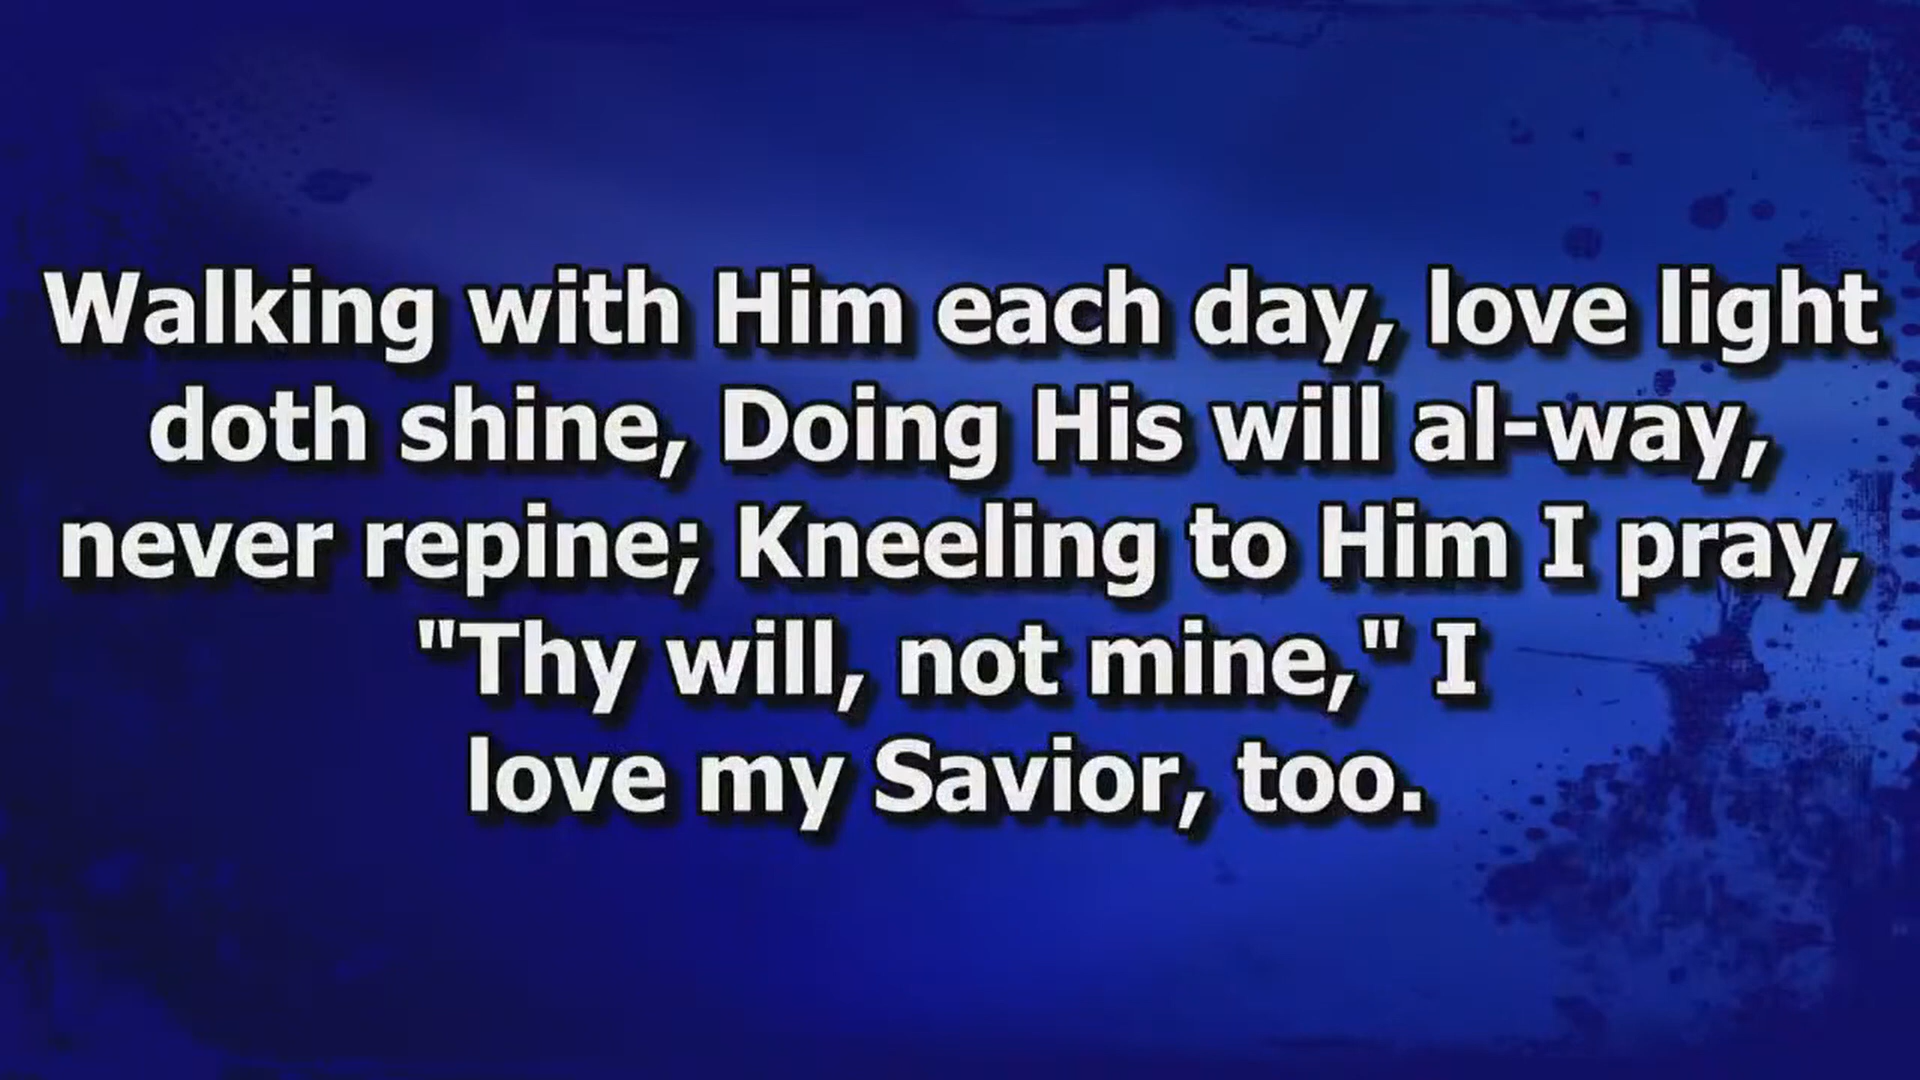 Walking with Him each day, love light
doth shine, Doing His will al-way,
never repine; Kneeling to Him I pray,
"Thy will, not mine," I
love my Savior, too.